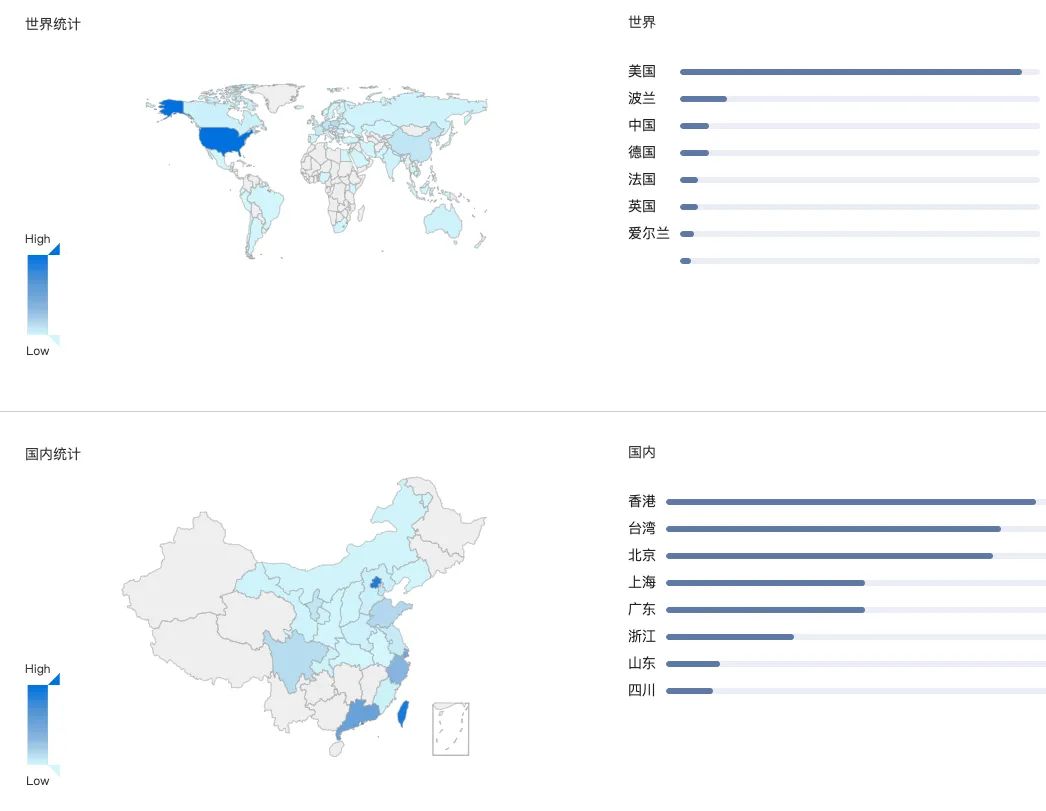 世界统计
世界
美国
波兰
中国
德国
法国
英国
爱尔兰
High
Low
国内统计
国内
香港
台湾
北京
上海
广东
浙江
山东
四川
High
Low